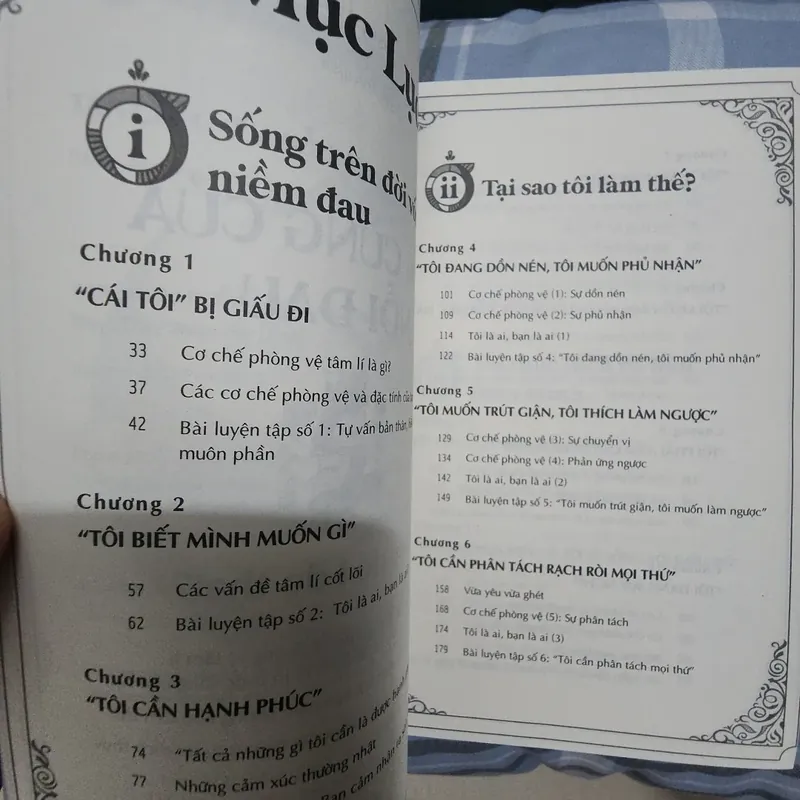 Mục Lục
i
Sống trên đời
niềm đau
Chương 1
“CÁI TÔI” BỊ GIẤU ĐI
33 Cơ chế phòng vệ tâm lí là gì?
37 Các cơ chế phòng vệ và đặc tính của
42 Bài luyện tập số 1: Tự vấn bản thân,
muôn phần
Chương 2
“TÔI BIẾT MÌNH MUỐN GÌ”
57 Các vấn đề tâm lí cốt lõi
62 Bài luyện tập số 2: Tôi là ai, bạn là
Chương 3
“TÔI CẦN HẠNH PHÚC”
74 “Tất cả những gì tôi cần là được hạnh
77 Những cảm xúc thường nhật
Bạn cảm nhận
ii
Tại sao tôi làm thế?
Chương 4
“TÔI ĐANG DỒN NÉN, TÔI MUỐN PHỦ NHẬN”
101 Cơ chế phòng vệ (1): Sự dồn nén
109 Cơ chế phòng vệ (2): Sự phủ nhận
114 Tôi là ai, bạn là ai (1)
122 Bài luyện tập số 4: “Tôi đang dồn nén, tôi muốn phủ nhận”
Chương 5
“TÔI MUỐN TRÚT GIẬN, TÔI THÍCH LÀM NGƯỢC”
129 Cơ chế phòng vệ (3): Sự chuyển vị
134 Cơ chế phòng vệ (4): Phản ứng ngược
142 Tôi là ai, bạn là ai (2)
149 Bài luyện tập số 5: “Tôi muốn trút giận, tôi muốn làm ngược”
Chương 6
“TÔI CẦN PHÂN TÁCH RẠCH RÒI MỌI THỨ”
158 Vừa yêu vừa ghét
168 Cơ chế phòng vệ (5): Sự phân tách
174 Tôi là ai, bạn là ai (3)
179 Bài luyện tập số 6: “Tôi cần phân tách mọi thứ”